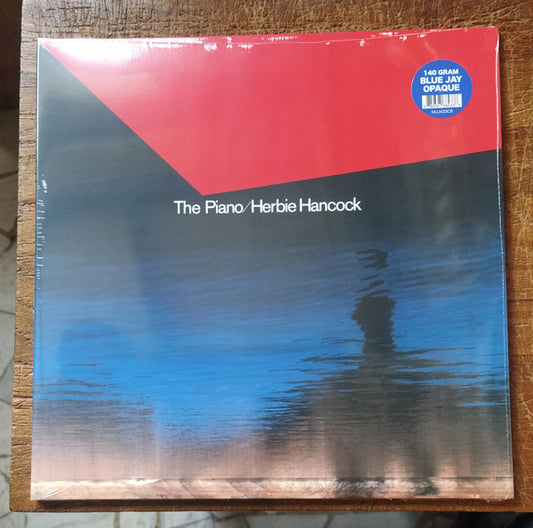 140 GRAM
BLUE JAY
OPAQUE
The Piano/Herbie Hancock